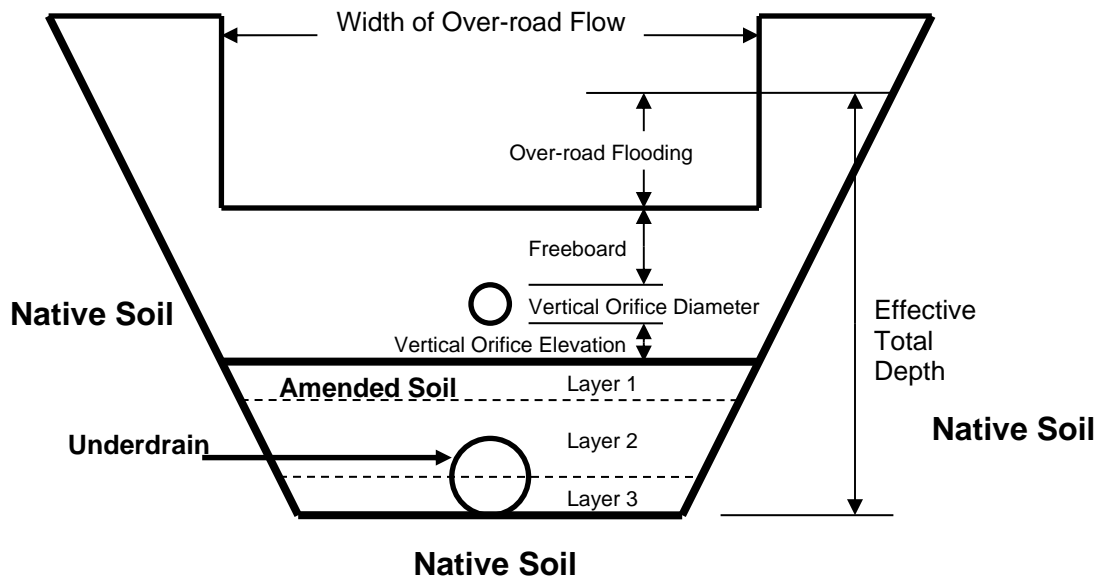 Width of Over-road Flow
Over-road Flooding
Freeboard
Native Soil
Vertical Orifice Diameter
Effective
Total
Depth
Vertical Orifice Elevation
Amended Soil
Layer 1
Native Soil
Underdrain
Layer 2
Layer 3
Native Soil